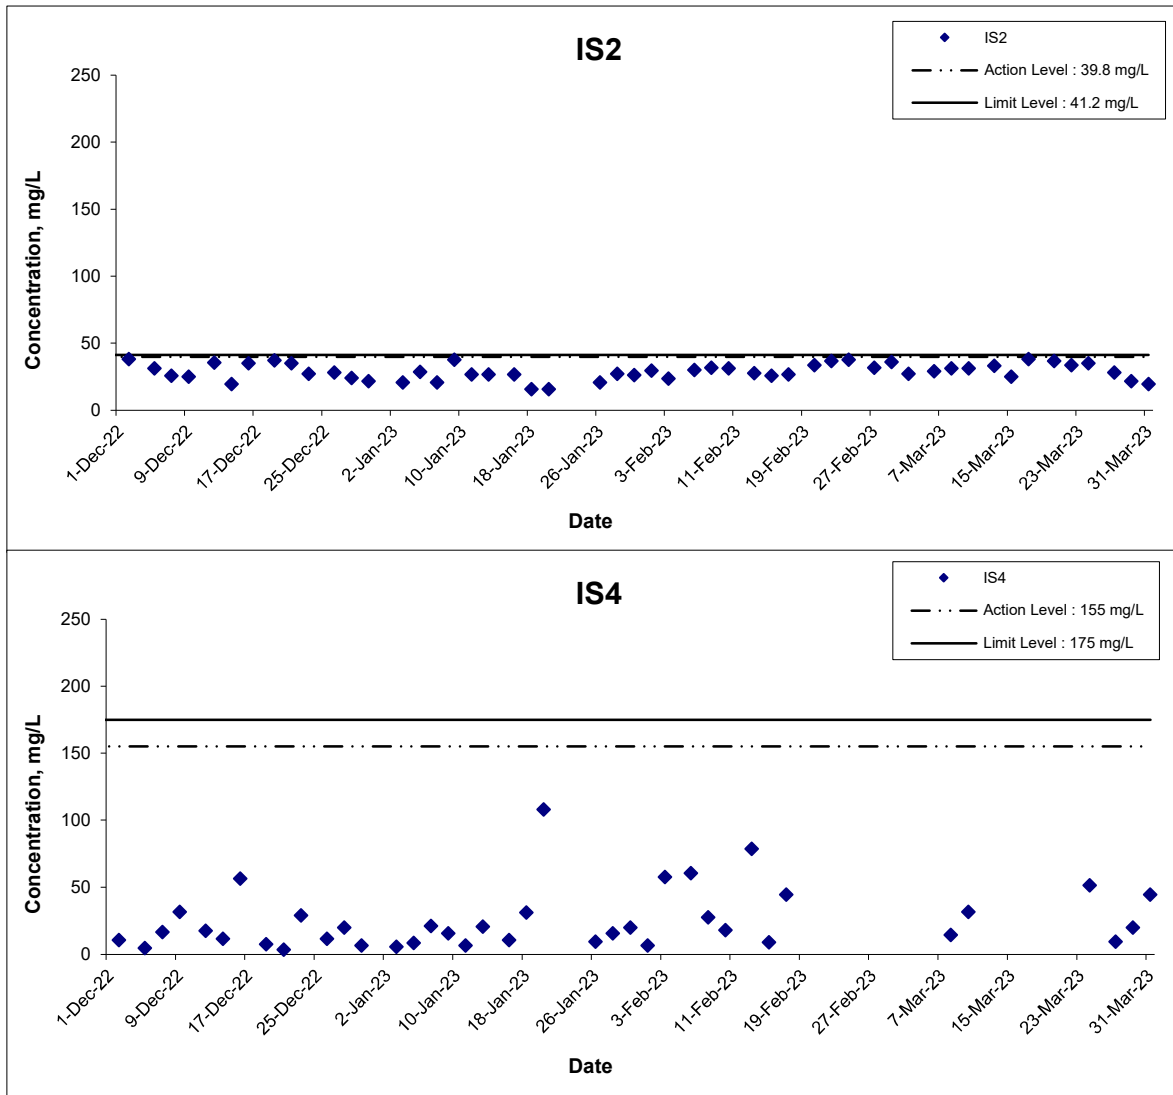 IS2
IS2
Action Level : 39.8 mg/L
Limit Level : 41.2 mg/L
250
200
150
100
50
0
Concentration, mg/L
1-Dec-22
9-Dec-22
17-Dec-22
25-Dec-22
2-Jan-23
10-Jan-23
18-Jan-23
26-Jan-23
3-Feb-23
11-Feb-23
19-Feb-23
27-Feb-23
7-Mar-23
15-Mar-23
23-Mar-23
31-Mar-23
Date
IS4
IS4
Action Level : 155 mg/L
Limit Level : 175 mg/L
250
200
150
100
50
0
Concentration, mg/L
1-Dec-22
9-Dec-22
17-Dec-22
25-Dec-22
2-Jan-23
10-Jan-23
18-Jan-23
26-Jan-23
3-Feb-23
11-Feb-23
19-Feb-23
27-Feb-23
7-Mar-23
15-Mar-23
23-Mar-23
31-Mar-23
Date